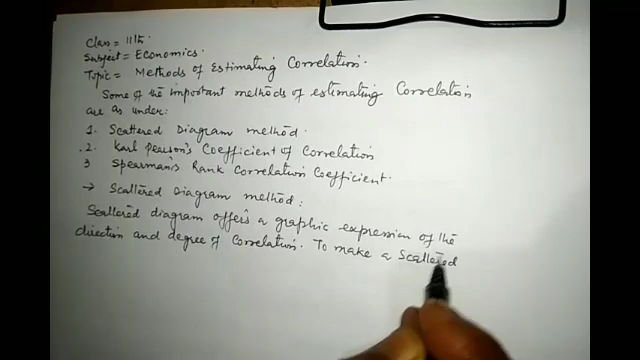 Class = 11th.
Subject = Economics.
Topic = Methods of Estimating Correlation.
Some of the important methods of estimating Correlation
are as under:
1. Scattered Diagram method.
2. Karl Pearson's Coefficient of Correlation
3 Spearman's Rank Correlation Coefficient.
→ Scattered Diagram method:
Scattered diagram offers a graphic expression of the
direction and degree of Correlation. To make a Scattered